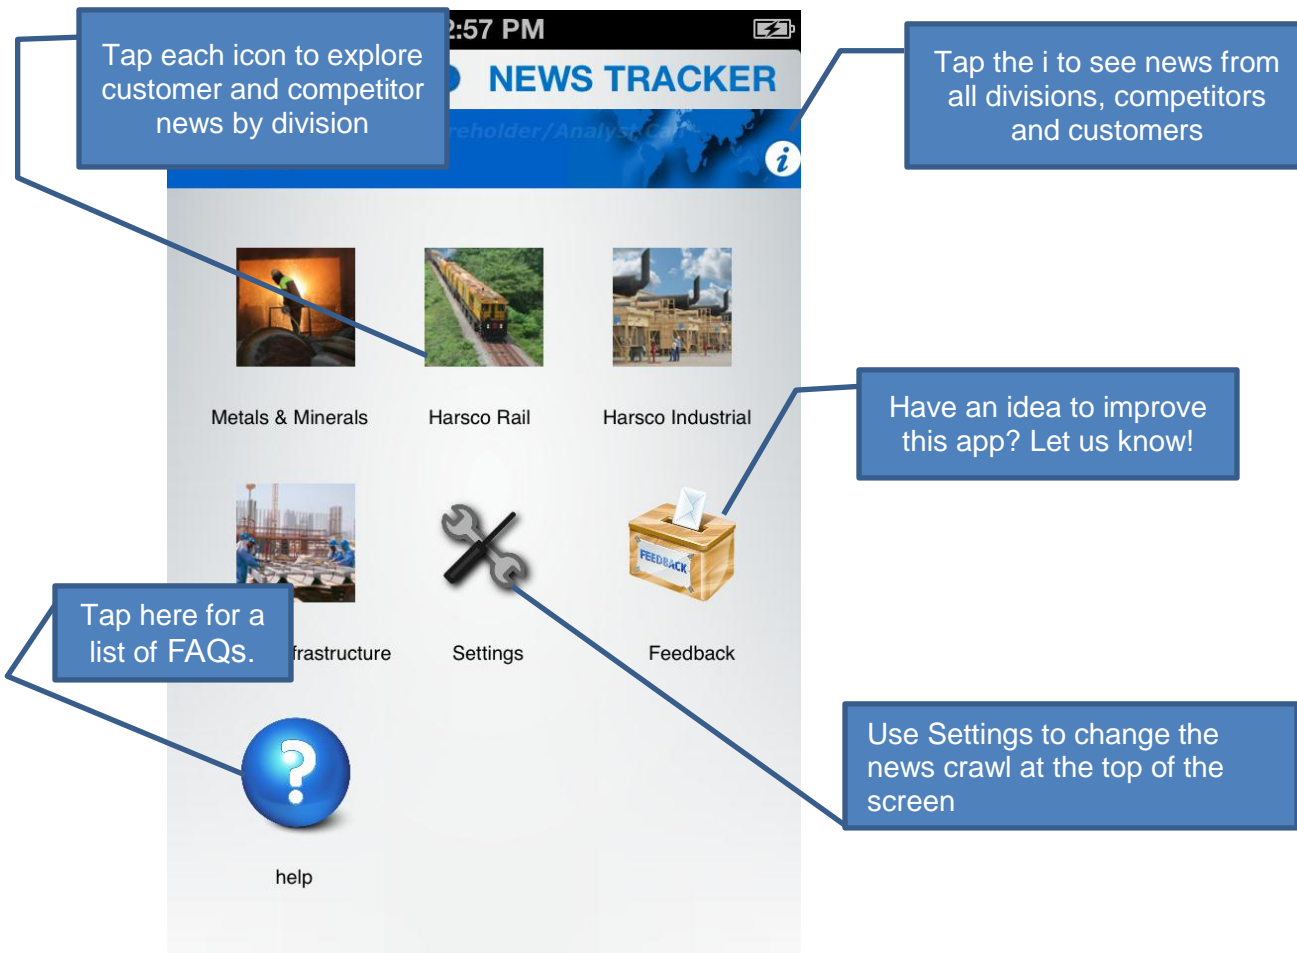 Tap each icon to explore
customer and competitor
news by division
:57 PM
NEWS TRACKER
Tap the i to see news from
all divisions, competitors
and customers
i
Metals & Minerals
Harsco Rail
Harsco Industrial
Have an idea to improve
this app? Let us know!
FEEDBACK
Tap here for a
list of FAQs.
frastructure
Settings
Feedback
Use Settings to change the
news crawl at the top of the
screen
?
help